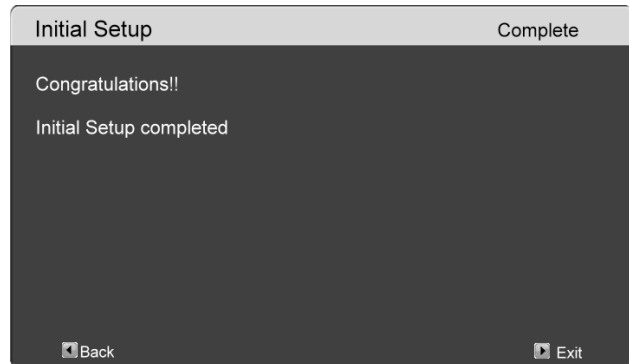 Initial Setup Complete
Congratulations!!
Initial Setup completed
Back Exit